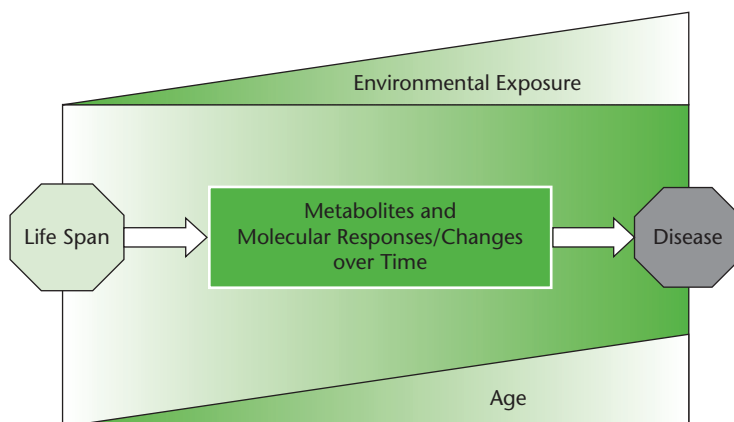 Environmental Exposure
Life Span
Metabolites and
Molecular Responses/Changes
over Time
Disease
Age